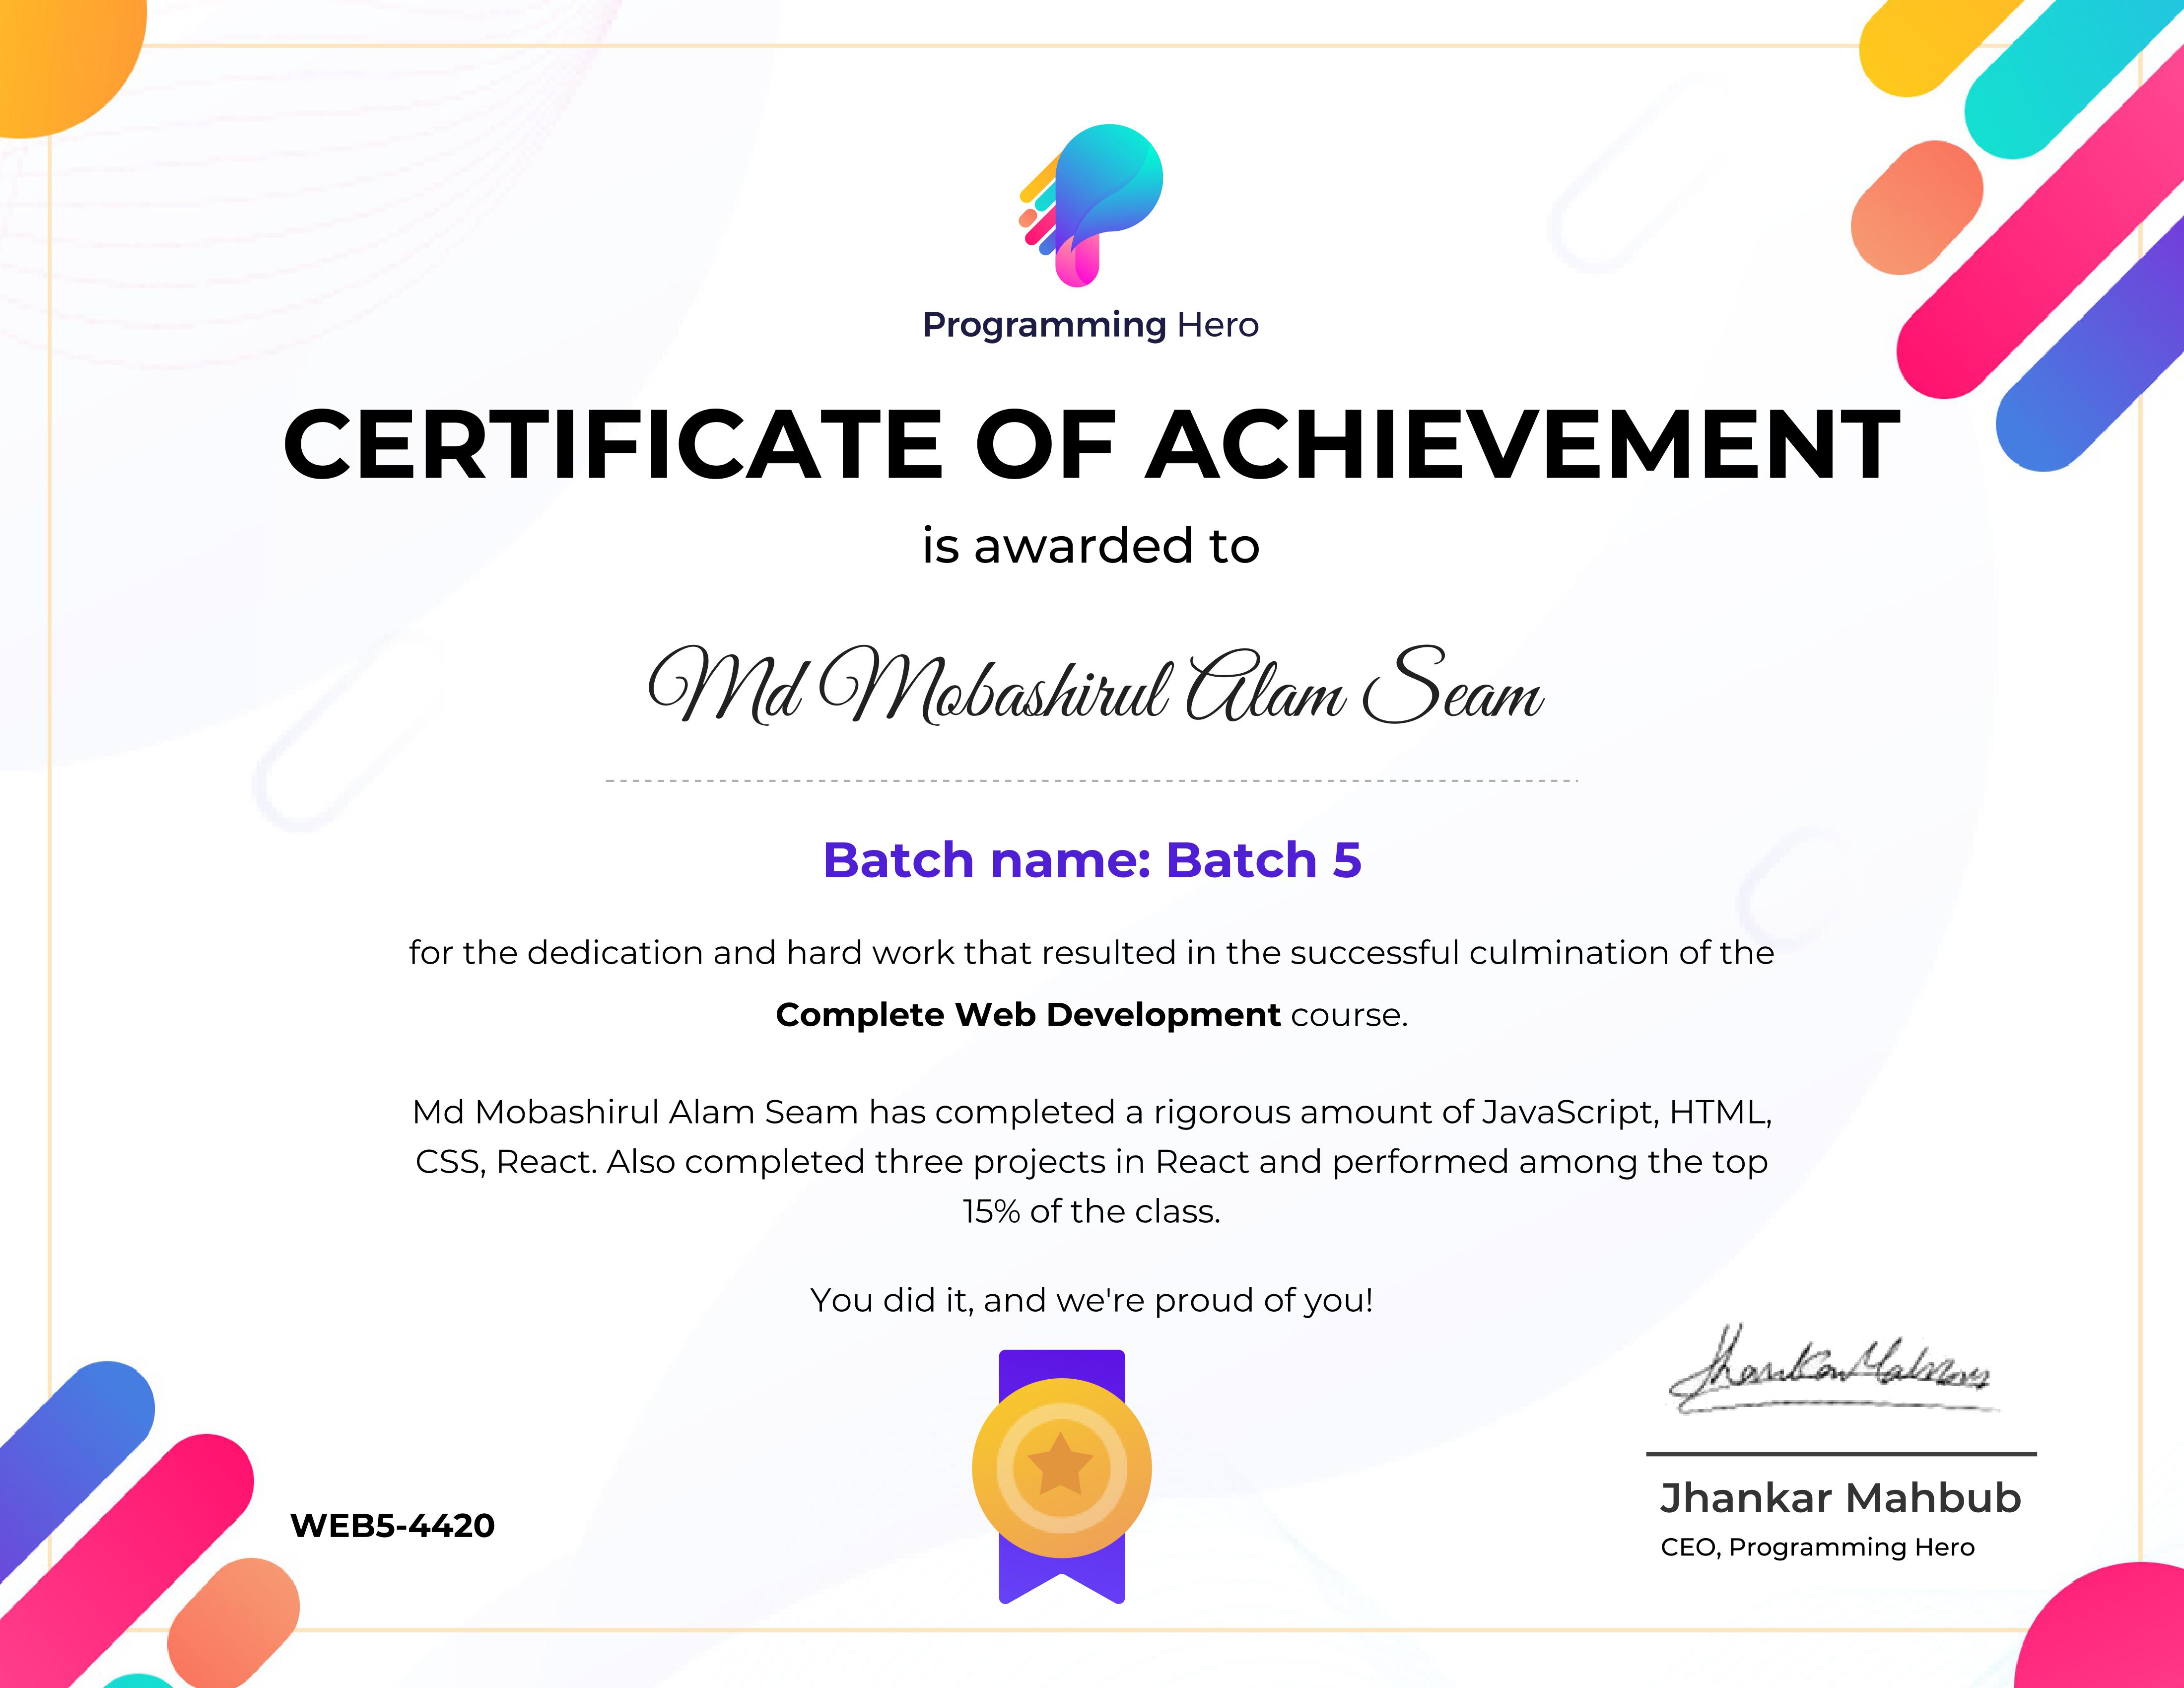 Programming Hero
CERTIFICATE OF ACHIEVEMENT
is awarded to
Md Mobashirul Alam Seam
Batch name: Batch 5
for the dedication and hard work that resulted in the successful culmination of the
Complete Web Development course.
Md Mobashirul Alam Seam has completed a rigorous amount of JavaScript, HTML,
CSS, React. Also completed three projects in React and performed among the top
15% of the class.
You did it, and we're proud of you!
Jhankar Mahbub
WEB5-4420
Jhankar Mahbub
CEO, Programming Hero